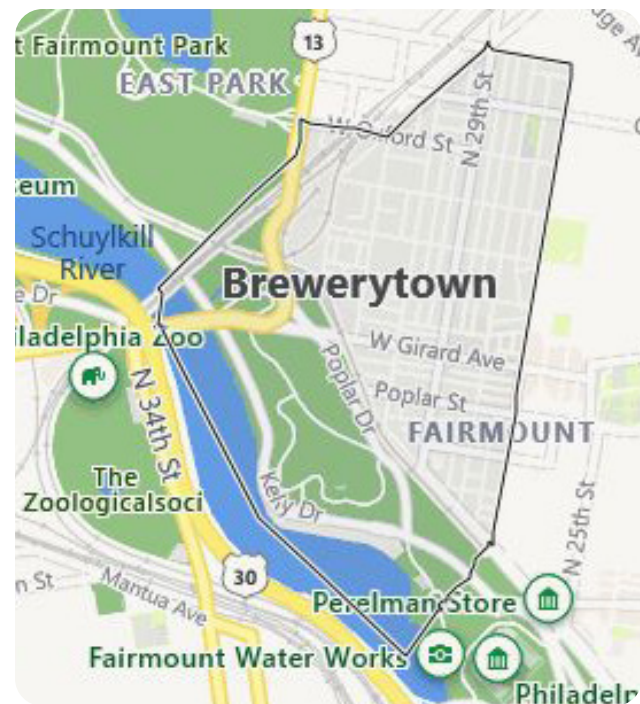 t Fairmount Park
13
EAST PARK
W Oxford St
N 29th St
seum
Schuylkill
River
Brewerytown
e Dr
iladelphia Zoo
W Girard Ave
Poplar Dr
Poplar St
FAIRMOUNT
N 34th St
The
Zoologicalsoci
Kelly Dr
N 25th St
30
n St
Mantua Ave
Perelman Store
Fairmount Water Works
Philadelp